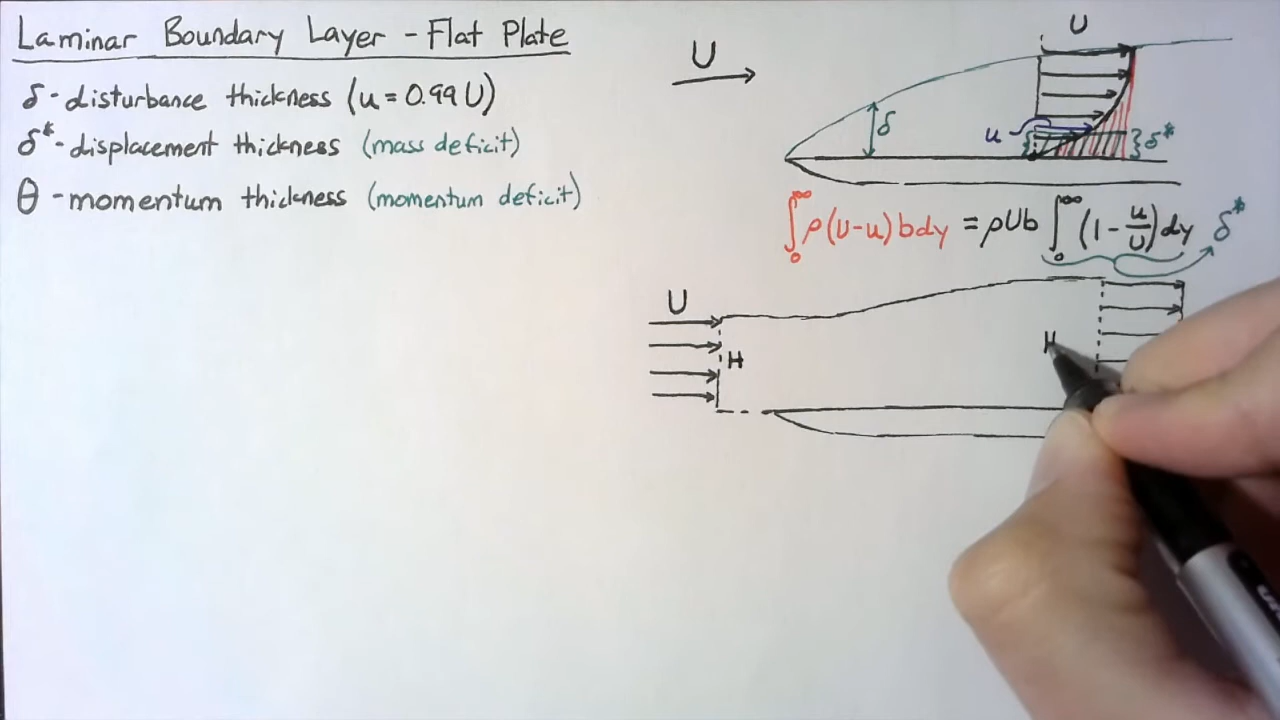 Laminar Boundary Layer - Flat Plate
δ - disturbance thickness (u = 0.99 U)
δ* - displacement thickness (mass deficit)
θ - momentum thickness (momentum deficit)
U
U
δ
u
δ*
∫₀^∞ ρ(U-u) b dy = ρUb ∫₀^∞ (1 - u/U) dy δ*
U
H
H